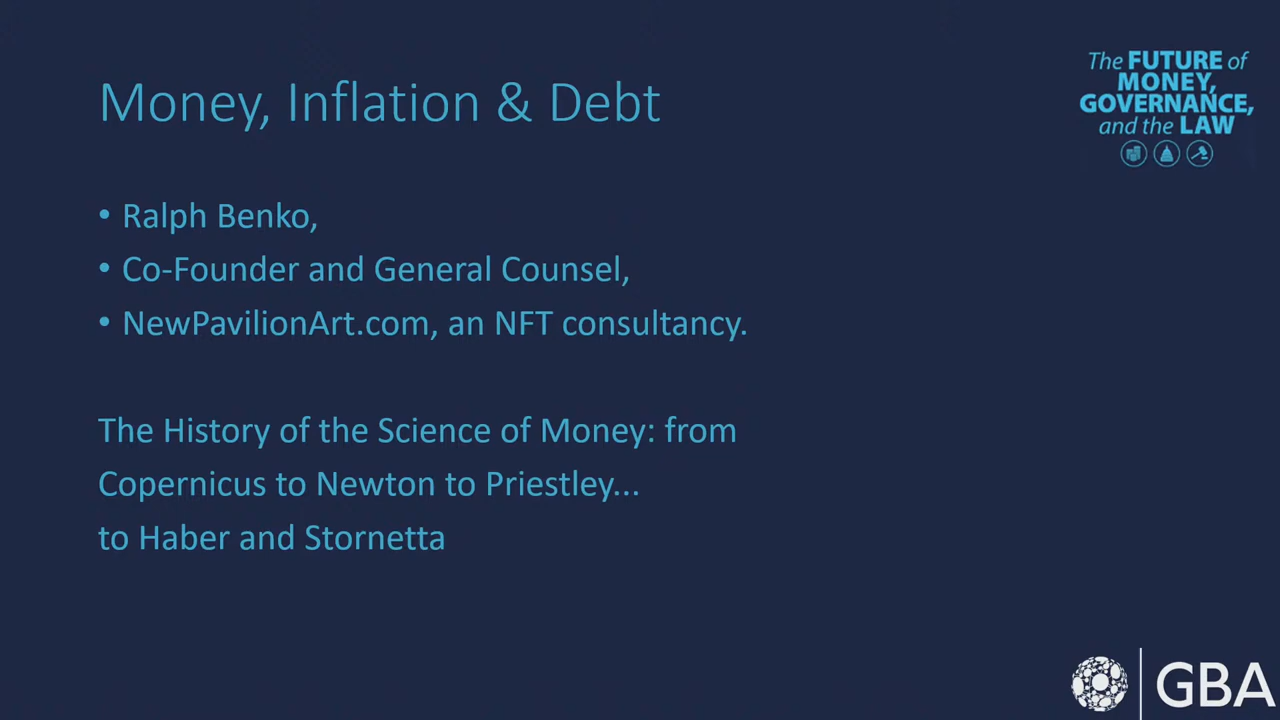 Money, Inflation & Debt
The FUTURE of
MONEY,
GOVERNANCE,
and the LAW
• Ralph Benko,
• Co-Founder and General Counsel,
• NewPavilionArt.com, an NFT consultancy.
The History of the Science of Money: from
Copernicus to Newton to Priestley...
to Haber and Stornetta
GBA